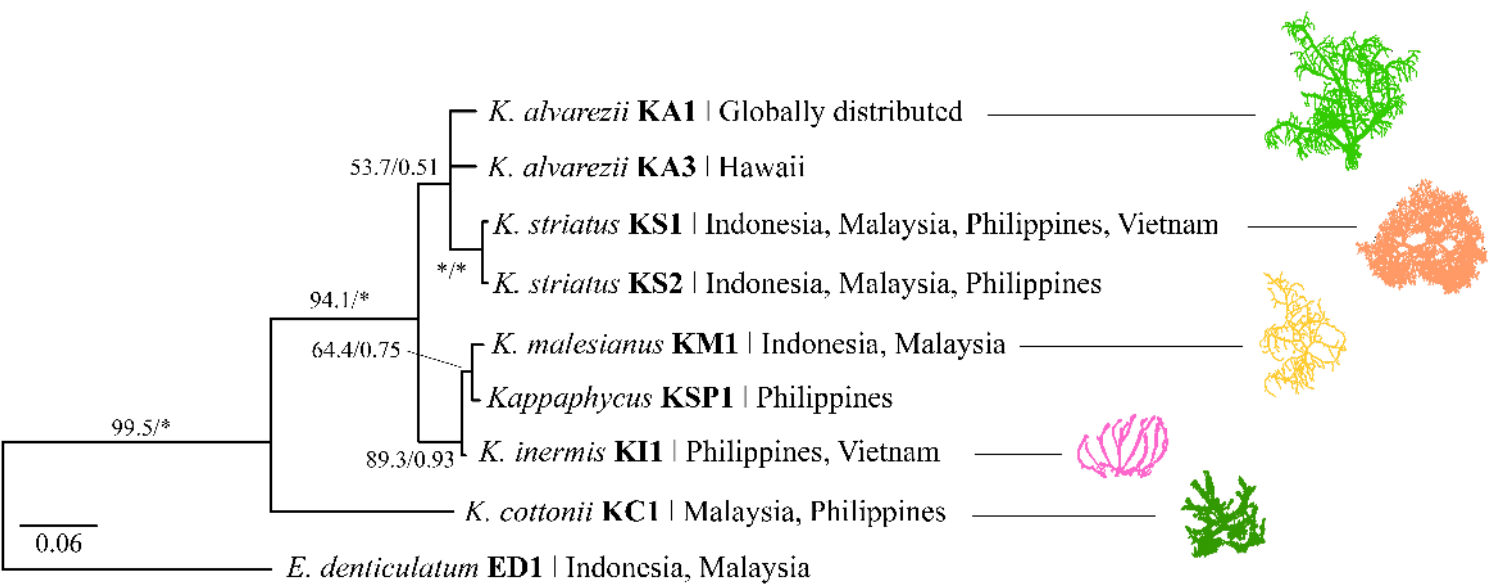 K. alvarezii KA1 | Globally distributed
53.7/0.51
K. alvarezii KA3 | Hawaii
K. striatus KS1 | Indonesia, Malaysia, Philippines, Vietnam
*/*
K. striatus KS2 | Indonesia, Malaysia, Philippines
94.1/*
64.4/0.75
K. malesianus KM1 | Indonesia, Malaysia
Kappaphycus KSP1 | Philippines
99.5/*
89.3/0.93
K. inermis KI1 | Philippines, Vietnam
K. cottonii KC1 | Malaysia, Philippines
0.06
E. denticulatum ED1 | Indonesia, Malaysia